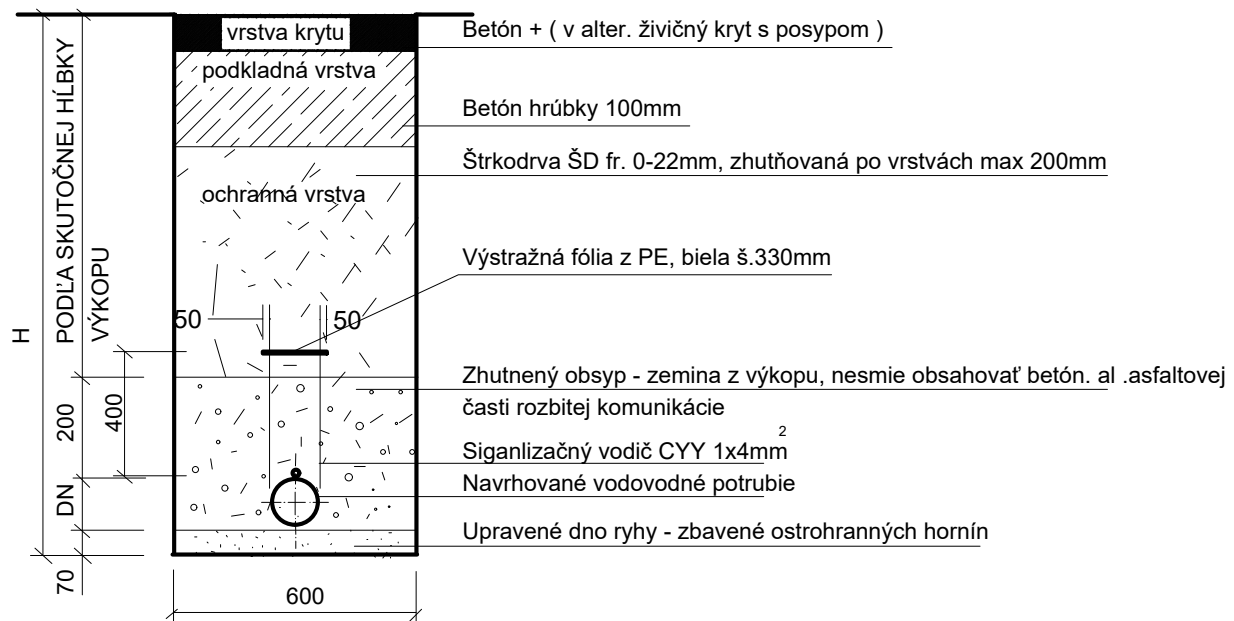 vrstva krytu
Betón + ( v alter. živičný kryt s posypom )
podkladná vrstva
Betón hrúbky 100mm
Štrkodrva ŠD fr. 0-22mm, zhutňovaná po vrstvách max 200mm
ochranná vrstva
Výstražná fólia z PE, biela š.330mm
50
50
H
PODĽA SKUTOČNEJ HĹBKY
VÝKOPU
Zhutnený obsyp - zemina z výkopu, nesmie obsahovať betón. al .asfaltovej
časti rozbitej komunikácie
200
400
Siganlizačný vodič CYY 1x4mm²
Navrhované vodovodné potrubie
DN
Upravené dno ryhy - zbavené ostrohranných hornín
70
600